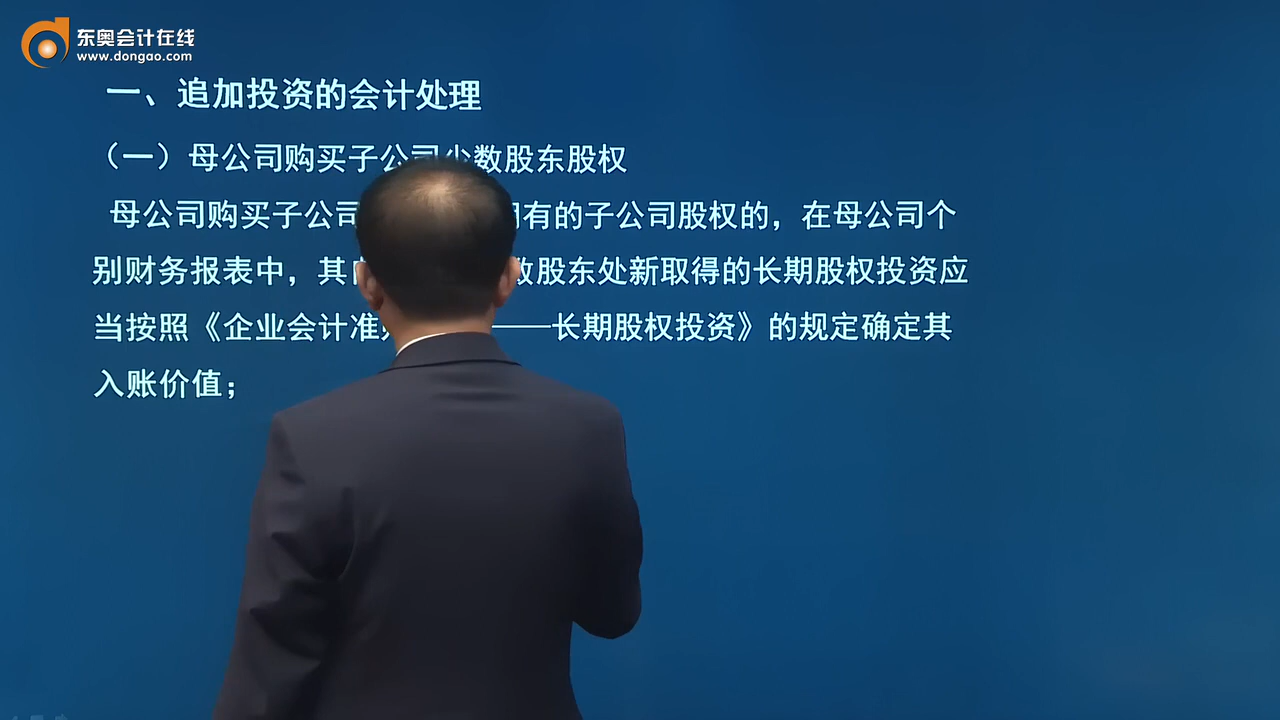 东奥会计在线
www.dongao.com
一、追加投资的会计处理
（一）母公司购买子公司少数股东股权
母公司购买子公司 拥有的子公司股权的，在母公司个
别财务报表中，其 数股东处新取得的长期股权投资应
当按照《企业会计准 ——长期股权投资》的规定确定其
入账价值；